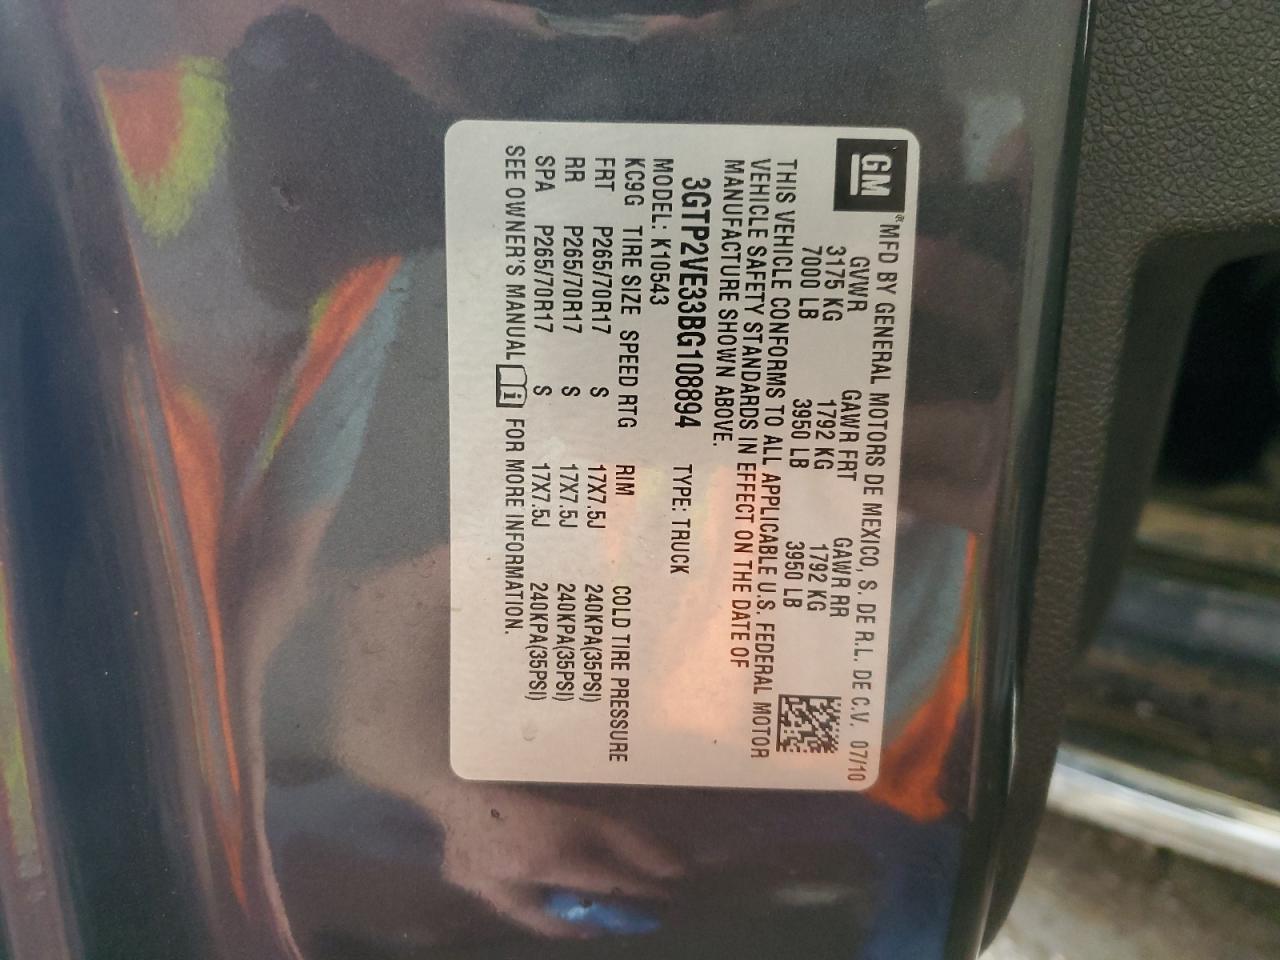 GM
® MFD BY GENERAL MOTORS DE MEXICO, S. DE R.L. DE C.V. 07/10
GVWR GAWR FRT GAWR RR
3175 KG 1792 KG 1792 KG
7000 LB 3950 LB 3950 LB
THIS VEHICLE CONFORMS TO ALL APPLICABLE U.S. FEDERAL MOTOR
VEHICLE SAFETY STANDARDS IN EFFECT ON THE DATE OF
MANUFACTURE SHOWN ABOVE.
3GTP2VE33BG108894 TYPE: TRUCK
MODEL: K10543
KC9G TIRE SIZE SPEED RTG RIM COLD TIRE PRESSURE
FRT P265/70R17 S 17X7.5J 240KPA(35PSI)
RR P265/70R17 S 17X7.5J 240KPA(35PSI)
SPA P265/70R17 S 17X7.5J 240KPA(35PSI)
SEE OWNER'S MANUAL i FOR MORE INFORMATION.